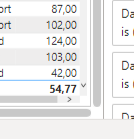 ort 87,00 Da
is (
ort 102,00
d 124,00
103,00 Da
d 42,00 is (
54,77
Da
is (